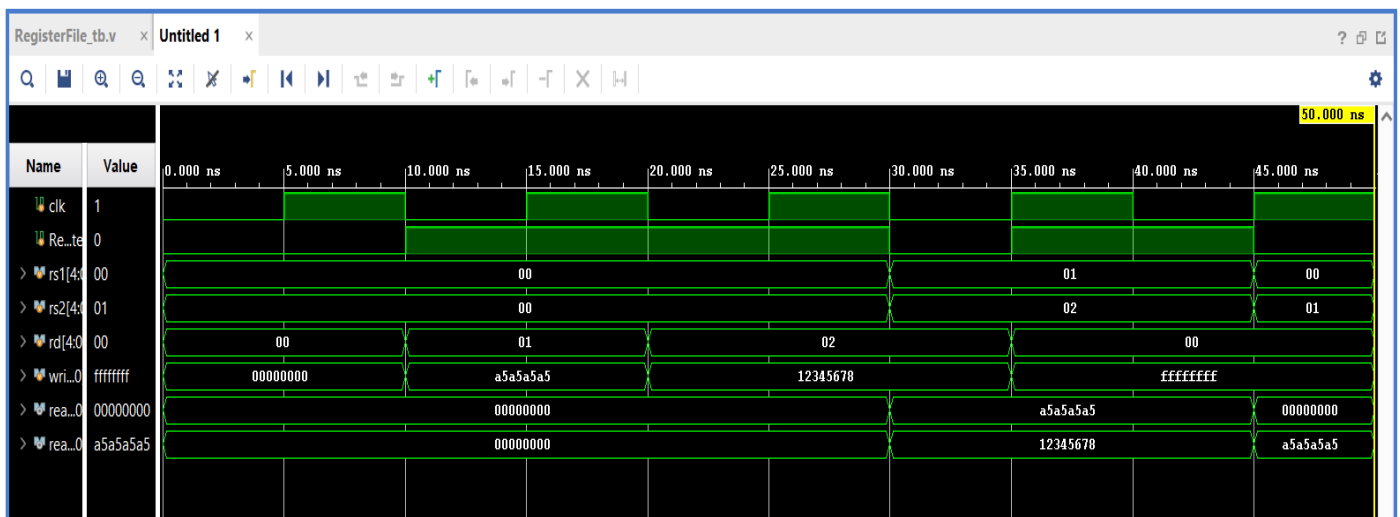 RegisterFile_tb.v × Untitled 1 ×
?
50.000 ns
Name Value 0.000 ns 5.000 ns 10.000 ns 15.000 ns 20.000 ns 25.000 ns 30.000 ns 35.000 ns 40.000 ns 45.000 ns
clk 1
Re...te 0
rs1[4:0 00 00 01 00
rs2[4:0 01 00 02 01
rd[4:0 00 00 01 02 00
wri...0 ffffffff 00000000 a5a5a5a5 12345678 ffffffff
rea...0 00000000 00000000 a5a5a5a5 00000000
rea...0 a5a5a5a5 00000000 12345678 a5a5a5a5